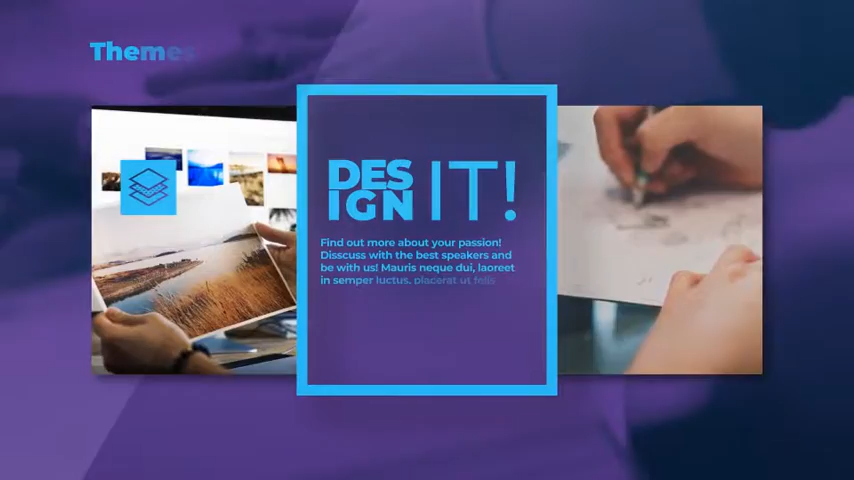 Themes
DES
IGN IT!
Find out more about your passion!
Disscuss with the best speakers and
be with us! Mauris neque dui, laoreet
in semper luctus, placerat ut felis